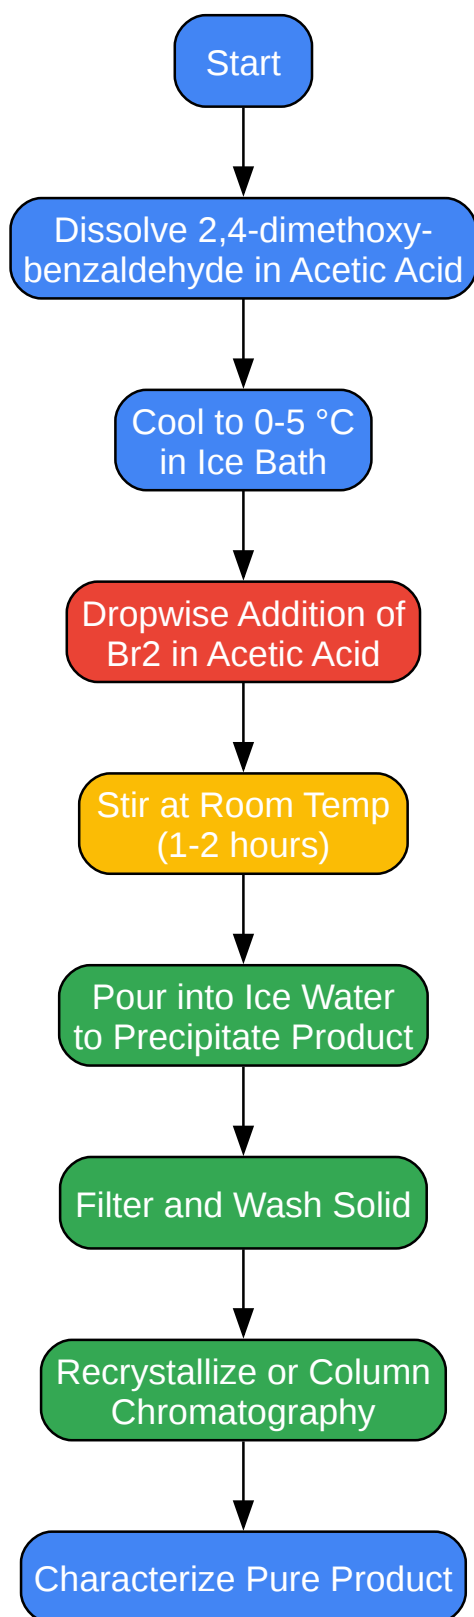 Start
Dissolve 2,4-dimethoxy-
benzaldehyde in Acetic Acid
Cool to 0-5 °C
in Ice Bath
Dropwise Addition of
Br2 in Acetic Acid
Stir at Room Temp
(1-2 hours)
Pour into Ice Water
to Precipitate Product
Filter and Wash Solid
Recrystallize or Column
Chromatography
Characterize Pure Product